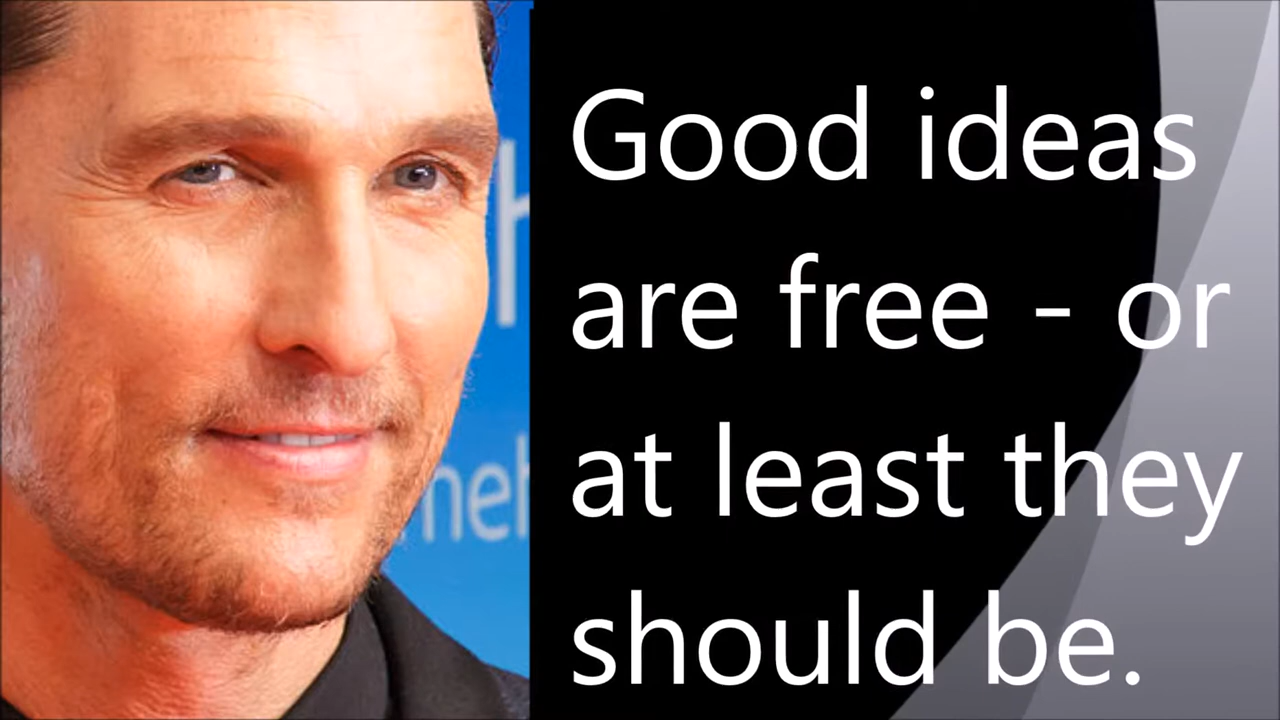 Good ideas
are free - or
at least they
should be.